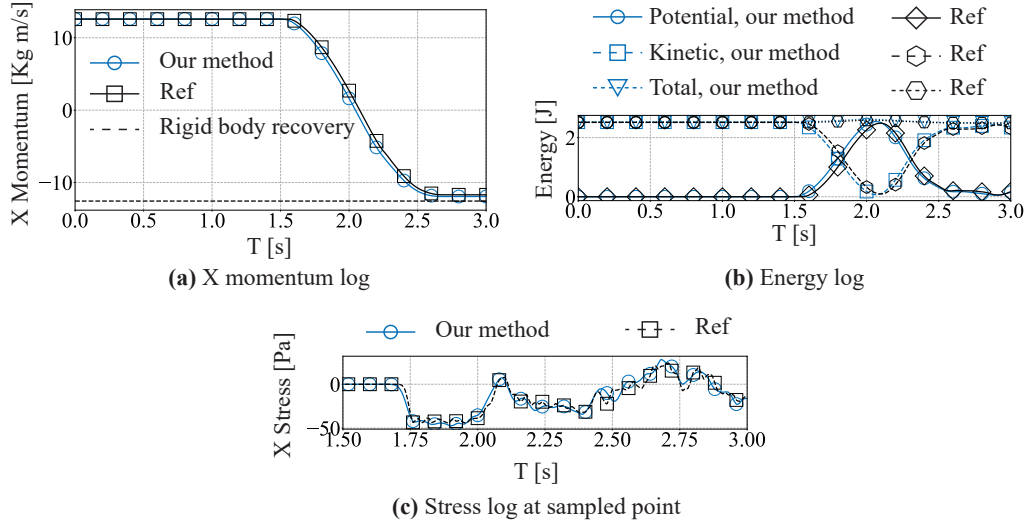 X Momentum [Kg m/s]
10
0
−10
Our method
Ref
Rigid body recovery
0.0 0.5 1.0 1.5 2.0 2.5 3.0
T [s]
(a) X momentum log
Potential, our method Ref
Kinetic, our method Ref
Total, our method Ref
Energy [J]
2
0
0.0 0.5 1.0 1.5 2.0 2.5 3.0
T [s]
(b) Energy log
Our method Ref
X Stress [Pa]
0
−50
1.50 1.75 2.00 2.25 2.50 2.75 3.00
T [s]
(c) Stress log at sampled point